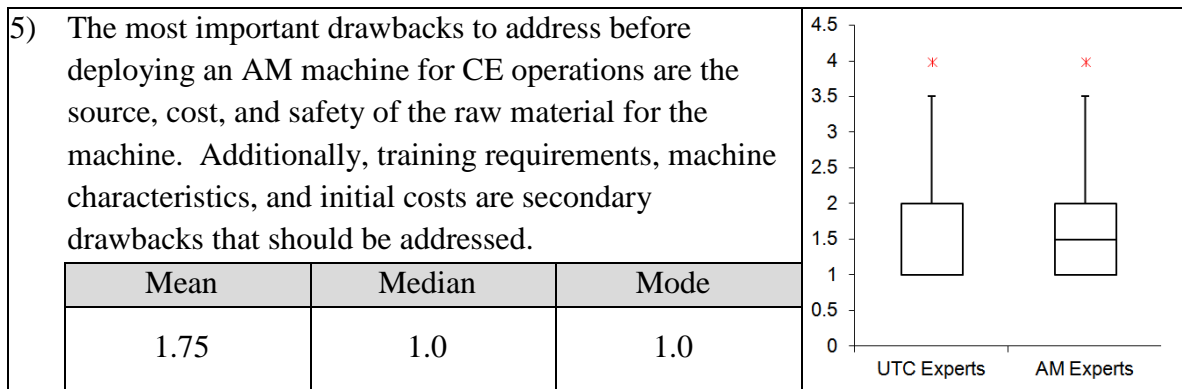 5) The most important drawbacks to address before
deploying an AM machine for CE operations are the
source, cost, and safety of the raw material for the
machine. Additionally, training requirements, machine
characteristics, and initial costs are secondary
drawbacks that should be addressed.
Mean Median Mode
1.75 1.0 1.0
4.5
4
3.5
3
2.5
2
1.5
1
0.5
0
UTC Experts AM Experts